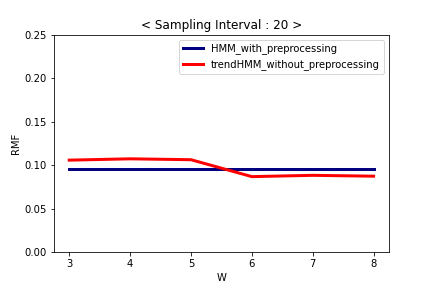 < Sampling Interval : 20 >
HMM_with_preprocessing
trendHMM_without_preprocessing
RMF
0.25
0.20
0.15
0.10
0.05
0.00
3 4 5 6 7 8
W